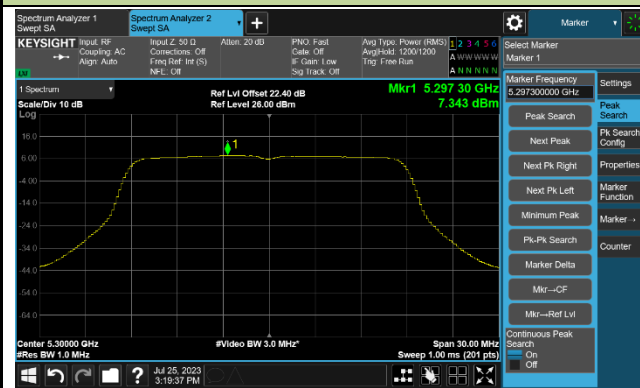 Spectrum Analyzer 1
Swept SA
Spectrum Analyzer 2
Swept SA
Marker
KEYSIGHT
LXI
Input: RF
Coupling: AC
Align: Auto
Input Z: 50 Ω
Corrections: Off
Freq Ref: Int (S)
NFE: Off
Atten: 20 dB
PNO: Fast
Gate: Off
IF Gain: Low
Sig Track: Off
Avg Type: Power (RMS)
Avg|Hold: 1200/1200
Trig: Free Run
1 2 3 4 5 6
A W W W W W
A N N N N N
Select Marker
Marker 1
1 Spectrum
Scale/Div 10 dB
Log
Ref Lvl Offset 22.40 dB
Ref Level 26.00 dBm
Mkr1 5.297 30 GHz
7.343 dBm
16.0
6.00
-4.00
-14.0
-24.0
-34.0
-44.0
-54.0
-64.0
1
Center 5.30000 GHz
#Res BW 1.0 MHz
#Video BW 3.0 MHz*
Span 30.00 MHz
Sweep 1.00 ms (201 pts)
Marker Frequency
5.297300000 GHz
Peak Search
Next Peak
Next Pk Right
Next Pk Left
Minimum Peak
Pk-Pk Search
Marker Delta
Mkr→CF
Mkr→Ref Lvl
Continuous Peak
Search
On
Off
Settings
Peak
Search
Pk Search
Config
Properties
Marker
Function
Marker→
Counter
?
Jul 25, 2023
3:19:37 PM